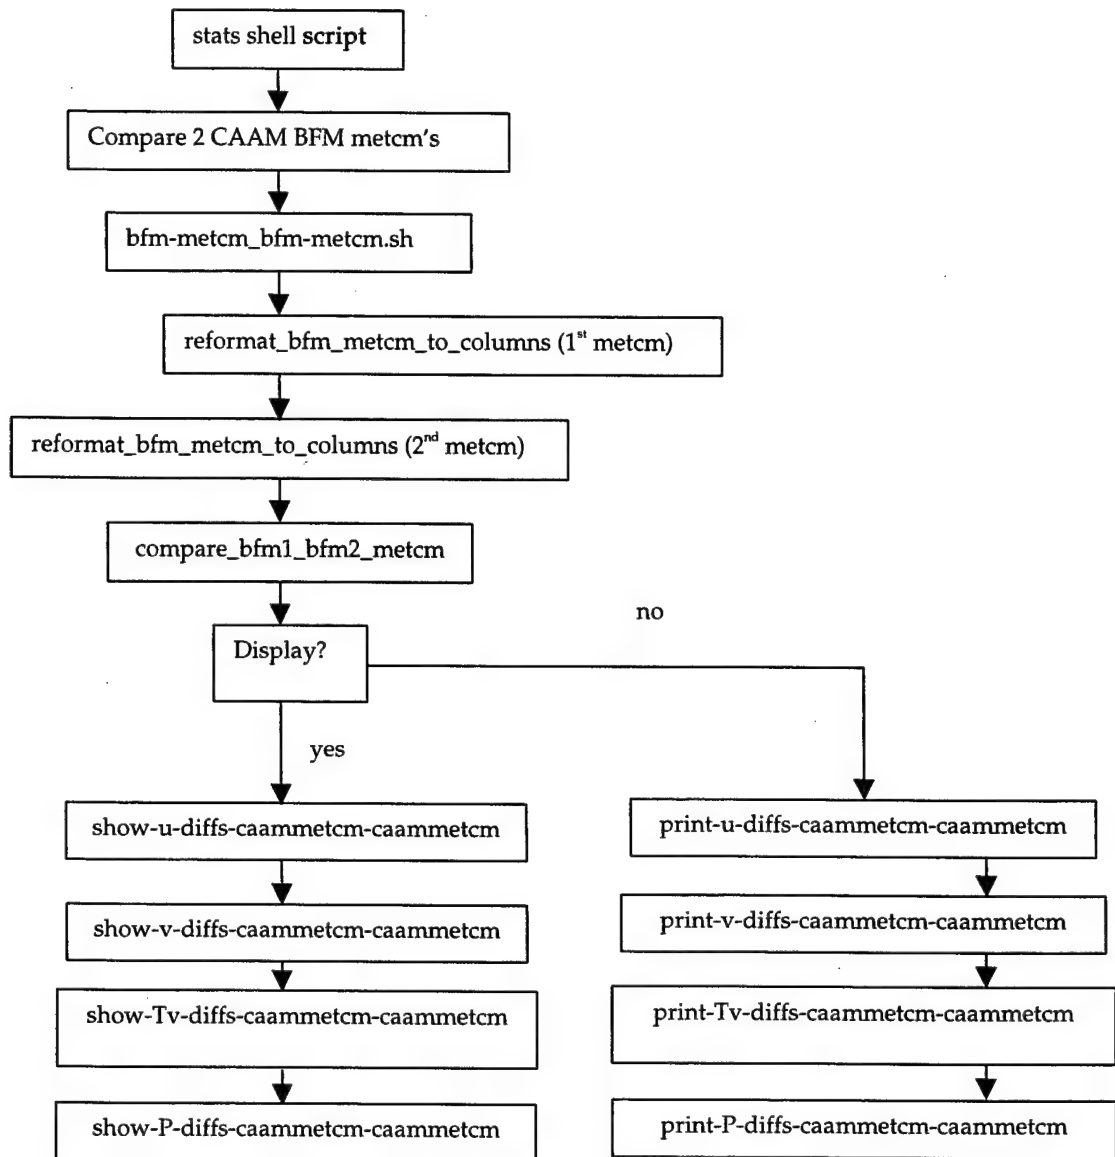 stats shell script
Compare 2 CAAM BFM metcm's
bfm-metcm_bfm-metcm.sh
reformat_bfm_metcm_to_columns (1st metcm)
reformat_bfm_metcm_to_columns (2nd metcm)
compare_bfm1_bfm2_metcm
Display?
no
yes
show-u-diffs-caammetcm-caammetcm
show-v-diffs-caammetcm-caammetcm
show-Tv-diffs-caammetcm-caammetcm
show-P-diffs-caammetcm-caammetcm
print-u-diffs-caammetcm-caammetcm
print-v-diffs-caammetcm-caammetcm
print-Tv-diffs-caammetcm-caammetcm
print-P-diffs-caammetcm-caammetcm